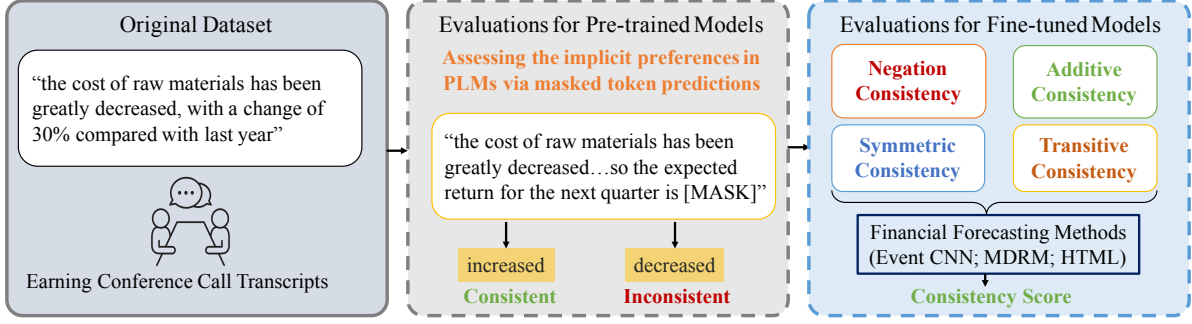 Original Dataset
“the cost of raw materials has been
greatly decreased, with a change of
30% compared with last year”
Earning Conference Call Transcripts
Evaluations for Pre-trained Models
Assessing the implicit preferences in
PLMs via masked token predictions
“the cost of raw materials has been
greatly decreased…so the expected
return for the next quarter is [MASK]”
increased
Consistent
decreased
Inconsistent
Evaluations for Fine-tuned Models
Negation
Consistency
Additive
Consistency
Symmetric
Consistency
Transitive
Consistency
Financial Forecasting Methods
(Event CNN; MDRM; HTML)
Consistency Score